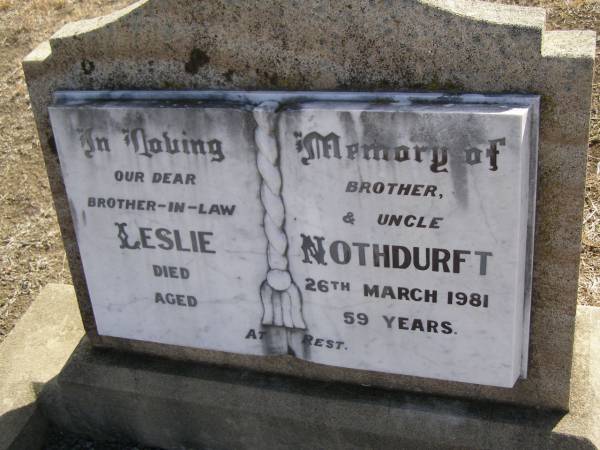 In Loving Memory of
OUR DEAR BROTHER,
BROTHER-IN-LAW & UNCLE
LESLIE NOTHDURFT
DIED 26TH MARCH 1981
AGED 59 YEARS.
AT REST.